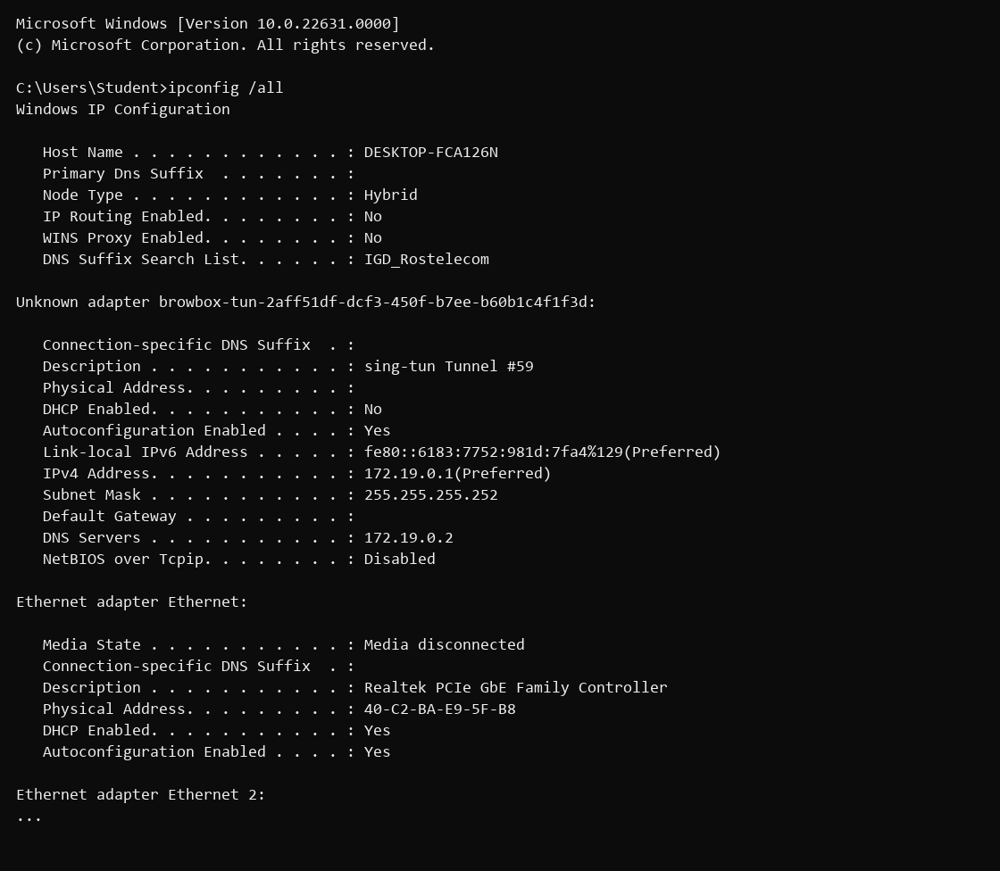 Microsoft Windows [Version 10.0.22631.0000]
(c) Microsoft Corporation. All rights reserved.
C:\Users\Student>ipconfig /all
Windows IP Configuration
Host Name . . . . . . . . . . . . : DESKTOP-FCA126N
Primary Dns Suffix  . . . . . . . :
Node Type . . . . . . . . . . . . : Hybrid
IP Routing Enabled. . . . . . . . : No
WINS Proxy Enabled. . . . . . . . : No
DNS Suffix Search List. . . . . . : IGD_Rostelecom
Unknown adapter browbox-tun-2aff51df-dcf3-450f-b7ee-b60b1c4f1f3d:
Connection-specific DNS Suffix  . :
Description . . . . . . . . . . . : sing-tun Tunnel #59
Physical Address. . . . . . . . . :
DHCP Enabled. . . . . . . . . . . : No
Autoconfiguration Enabled . . . . : Yes
Link-local IPv6 Address . . . . . : fe80::6183:7752:981d:7fa4%129(Preferred)
IPv4 Address. . . . . . . . . . . : 172.19.0.1(Preferred)
Subnet Mask . . . . . . . . . . . : 255.255.255.252
Default Gateway . . . . . . . . . :
DNS Servers . . . . . . . . . . . : 172.19.0.2
NetBIOS over Tcpip. . . . . . . . : Disabled
Ethernet adapter Ethernet:
Media State . . . . . . . . . . . : Media disconnected
Connection-specific DNS Suffix  . :
Description . . . . . . . . . . . : Realtek PCIe GbE Family Controller
Physical Address. . . . . . . . . : 40-C2-BA-E9-5F-B8
DHCP Enabled. . . . . . . . . . . : Yes
Autoconfiguration Enabled . . . . : Yes
Ethernet adapter Ethernet 2:
...